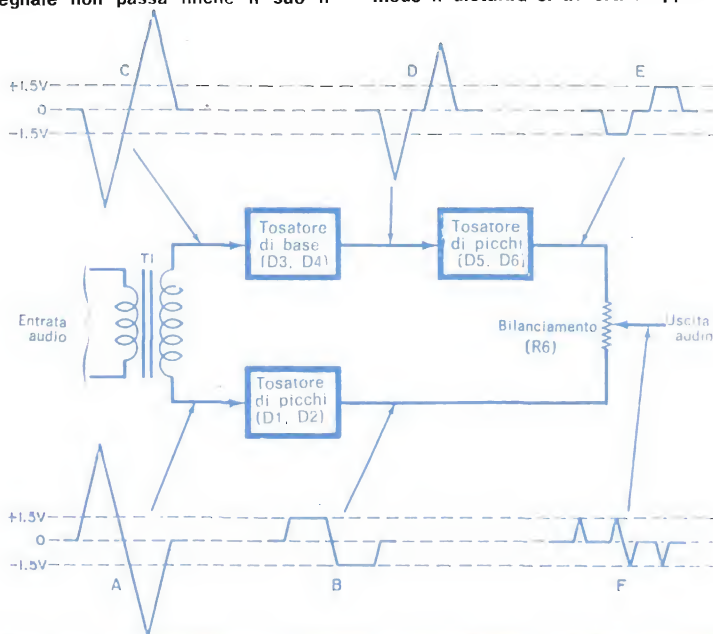 C
D
E
+1.5V
0
-1.5V
Tosatore
di base
(D3, D4)
Tosatore
di picchi
(D5, D6)
T1
Entrata
audio
Bilanciamento
(R6)
Uscita
audio
Tosatore
di picchi
(D1, D2)
+1.5V
0
-1.5V
A
B
F